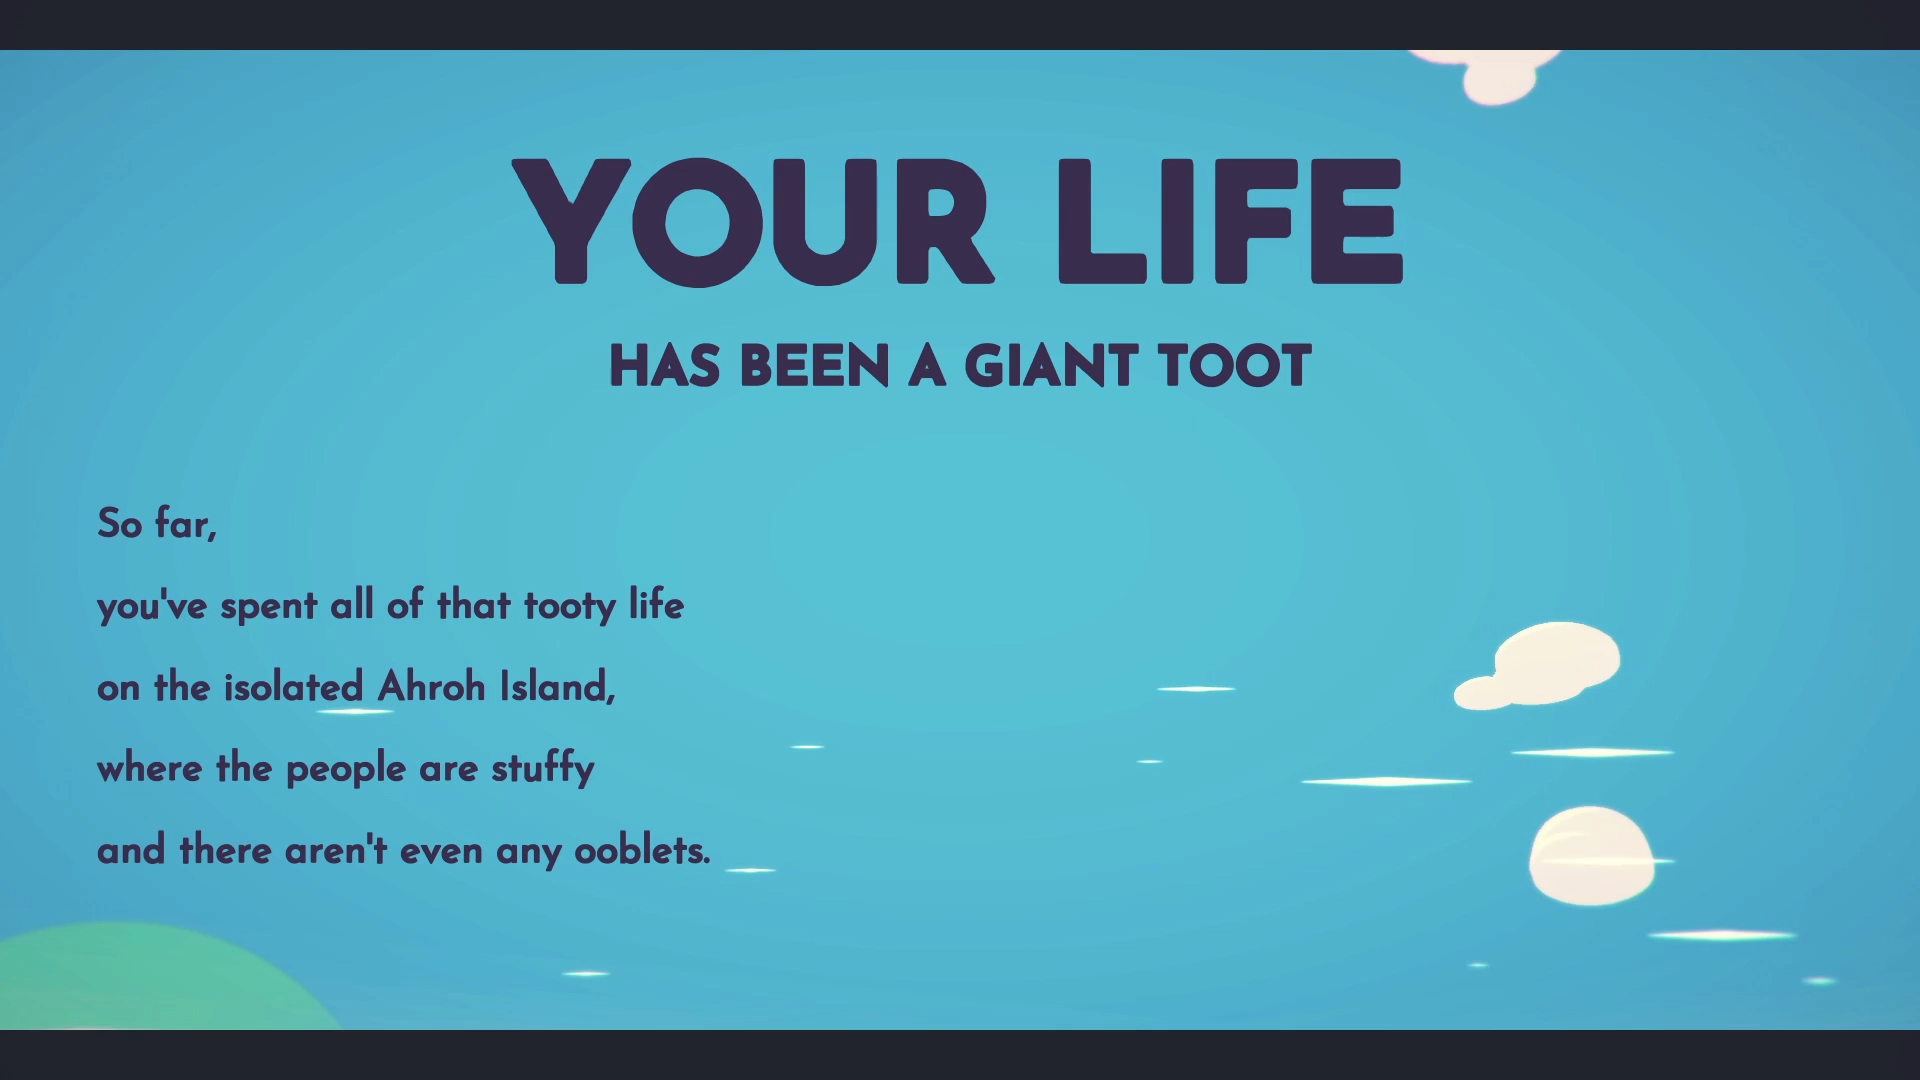 YOUR LIFE
HAS BEEN A GIANT TOOT
So far,
you've spent all of that tooty life
on the isolated Ahroh Island,
where the people are stuffy
and there aren't even any ooblets.